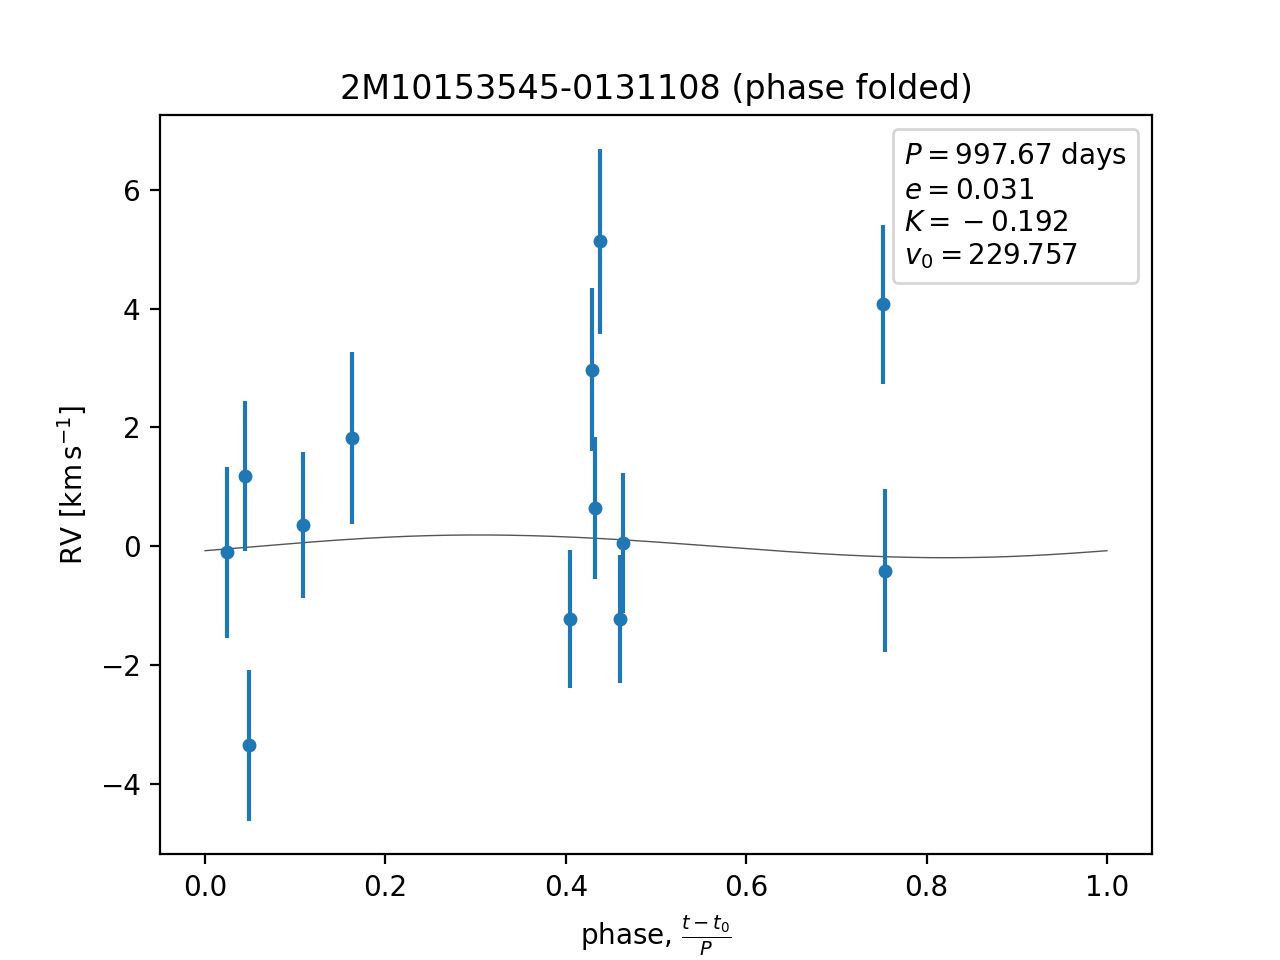 2M10153545-0131108 (phase folded)
P = 997.67 days
e = 0.031
K = −0.192
v₀ = 229.757
6
4
2
0
−2
−4
RV [km s⁻¹]
0.0 0.2 0.4 0.6 0.8 1.0
phase, (t − t₀)/P